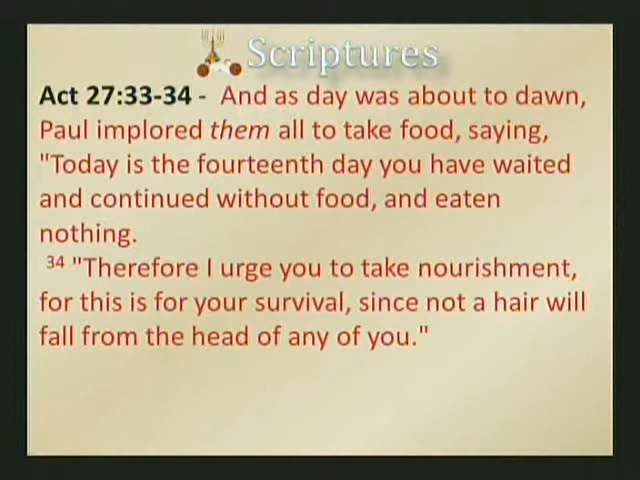 Scriptures
Act 27:33-34 - And as day was about to dawn,
Paul implored them all to take food, saying,
"Today is the fourteenth day you have waited
and continued without food, and eaten
nothing.
34 "Therefore I urge you to take nourishment,
for this is for your survival, since not a hair will
fall from the head of any of you."